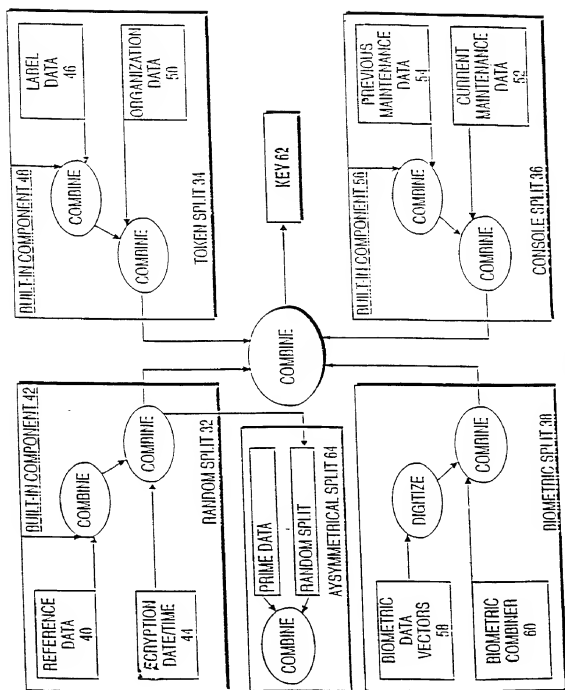 REFERENCE
DATA
40
BUILT-IN COMPONENT 42
COMBINE
ECRYPTION
DATE/TIME
44
COMBINE
RANDOM SPLIT 32
BUILT-IN COMPONENT 48
LABEL
DATA
46
COMBINE
ORGANIZATION
DATA
50
COMBINE
TOKEN SPLIT 34
PRIME DATA
COMBINE
RANDOM SPLIT
AYSYMMETRICAL SPLIT 64
COMBINE
KEY 62
BIOMETRIC
DATA
VECTORS
58
DIGITIZE
BIOMETRIC
COMBINER
60
COMBINE
BIOMETRIC SPLIT 38
BUILT-IN COMPONENT 56
PREVIOUS
MAINTENANCE
DATA
54
COMBINE
CURRENT
MAINTENANCE
DATA
52
COMBINE
CONSOLE SPLIT 36